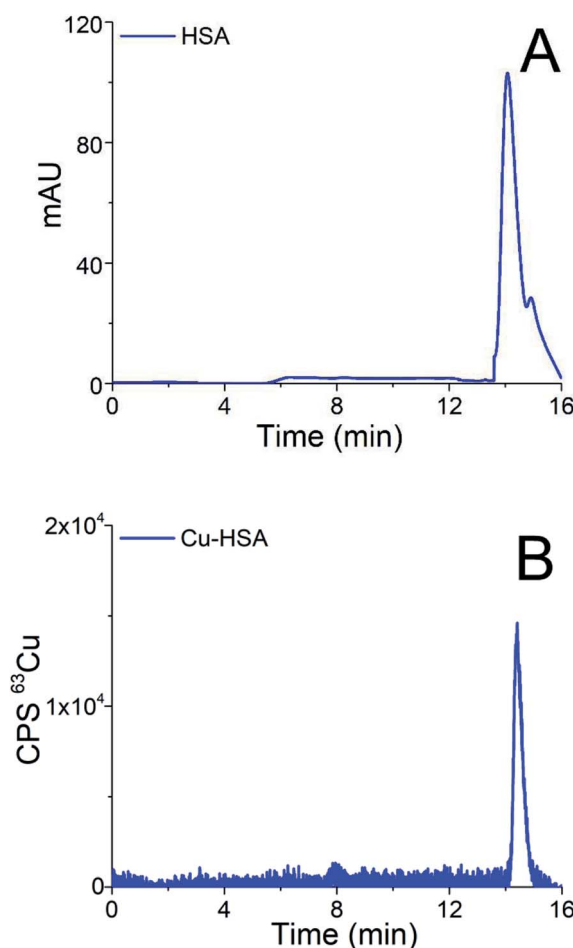 120
HSA
A
80
mAU
40
0
0 4 8 12 16
Time (min)
2x10⁴
Cu-HSA
B
CPS ⁶³Cu
1x10⁴
0
0 4 8 12 16
Time (min)